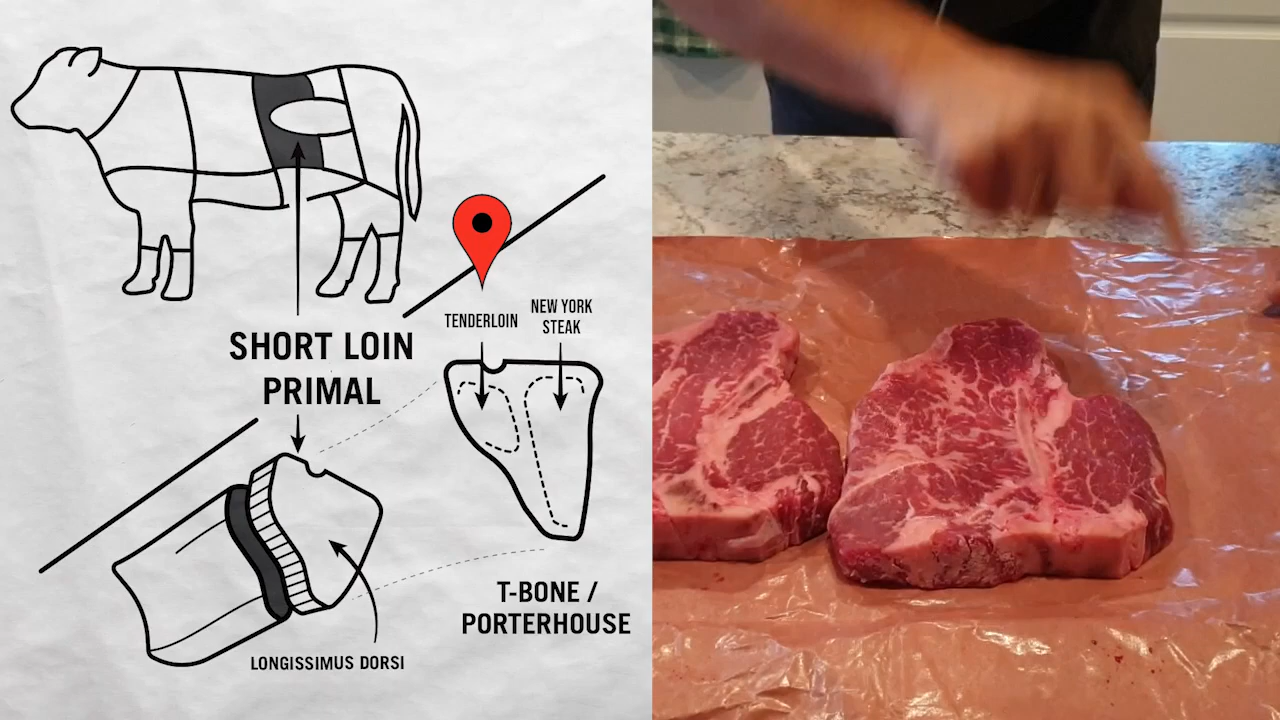 TENDERLOIN
NEW YORK
STEAK
SHORT LOIN
PRIMAL
T-BONE /
PORTERHOUSE
LONGISSIMUS DORSI